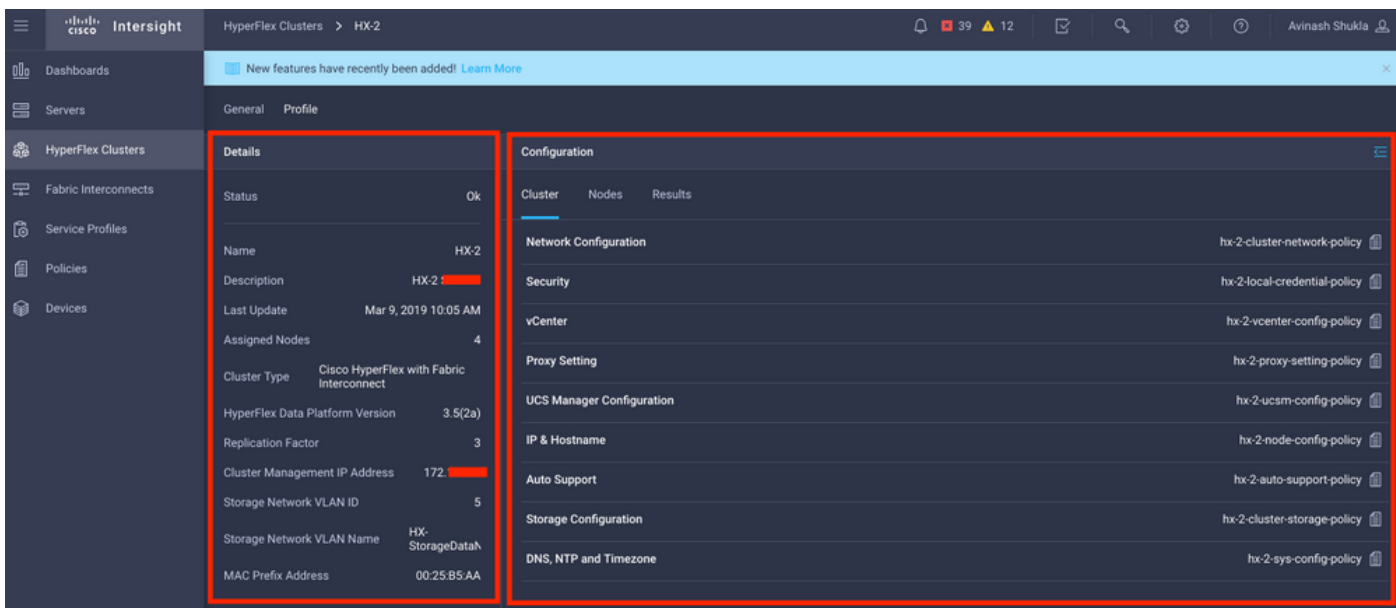 CISCO Intersight
HyperFlex Clusters > HX-2
39 12
Avinash Shukla
Dashboards
Servers
HyperFlex Clusters
Fabric Interconnects
Service Profiles
Policies
Devices
New features have recently been added! Learn More
General Profile
Details
Status Ok
Name HX-2
Description HX-2
Last Update Mar 9, 2019 10:05 AM
Assigned Nodes 4
Cluster Type Cisco HyperFlex with Fabric
Interconnect
HyperFlex Data Platform Version 3.5(2a)
Replication Factor 3
Cluster Management IP Address 172.
Storage Network VLAN ID 5
Storage Network VLAN Name HX-
StorageDataN
MAC Prefix Address 00:25:B5:AA
Configuration
Cluster Nodes Results
Network Configuration hx-2-cluster-network-policy
Security hx-2-local-credential-policy
vCenter hx-2-vcenter-config-policy
Proxy Setting hx-2-proxy-setting-policy
UCS Manager Configuration hx-2-ucsm-config-policy
IP & Hostname hx-2-node-config-policy
Auto Support hx-2-auto-support-policy
Storage Configuration hx-2-cluster-storage-policy
DNS, NTP and Timezone hx-2-sys-config-policy